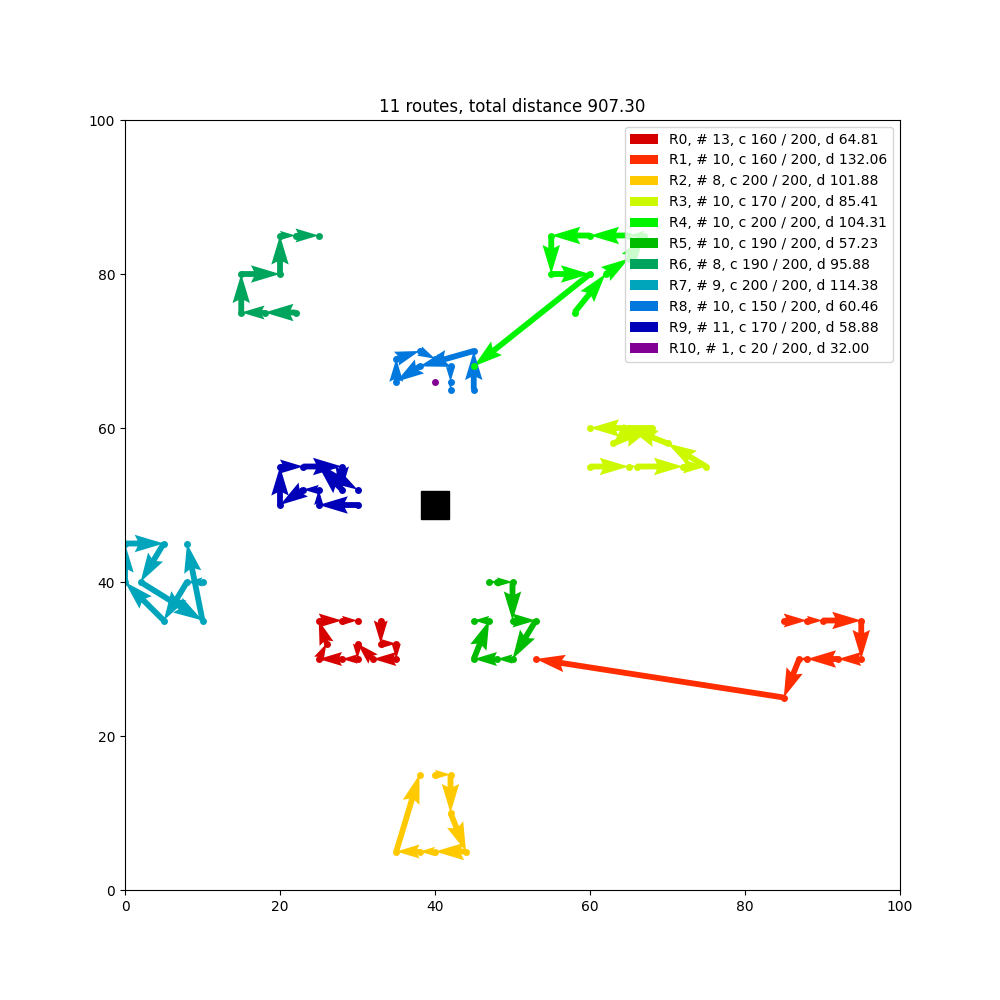 11 routes, total distance 907.30
100
R0, # 13, c 160 / 200, d 64.81
R1, # 10, c 160 / 200, d 132.06
R2, # 8, c 200 / 200, d 101.88
R3, # 10, c 170 / 200, d 85.41
R4, # 10, c 200 / 200, d 104.31
R5, # 10, c 190 / 200, d 57.23
R6, # 8, c 190 / 200, d 95.88
R7, # 9, c 200 / 200, d 114.38
R8, # 10, c 150 / 200, d 60.46
R9, # 11, c 170 / 200, d 58.88
R10, # 1, c 20 / 200, d 32.00
80
60
40
20
0
0 20 40 60 80 100